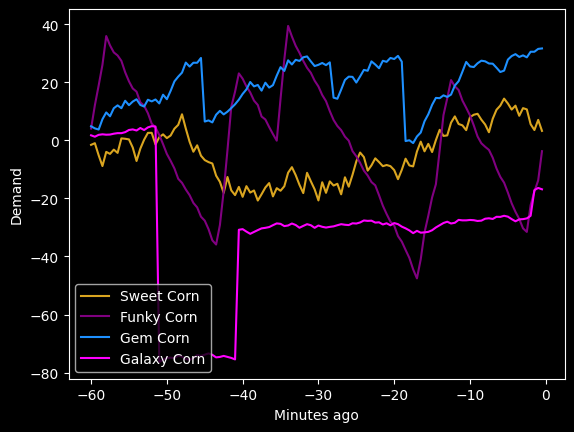 40
20
0
−20
−40
−60
−80
Demand
Sweet Corn
Funky Corn
Gem Corn
Galaxy Corn
−60 −50 −40 −30 −20 −10 0
Minutes ago